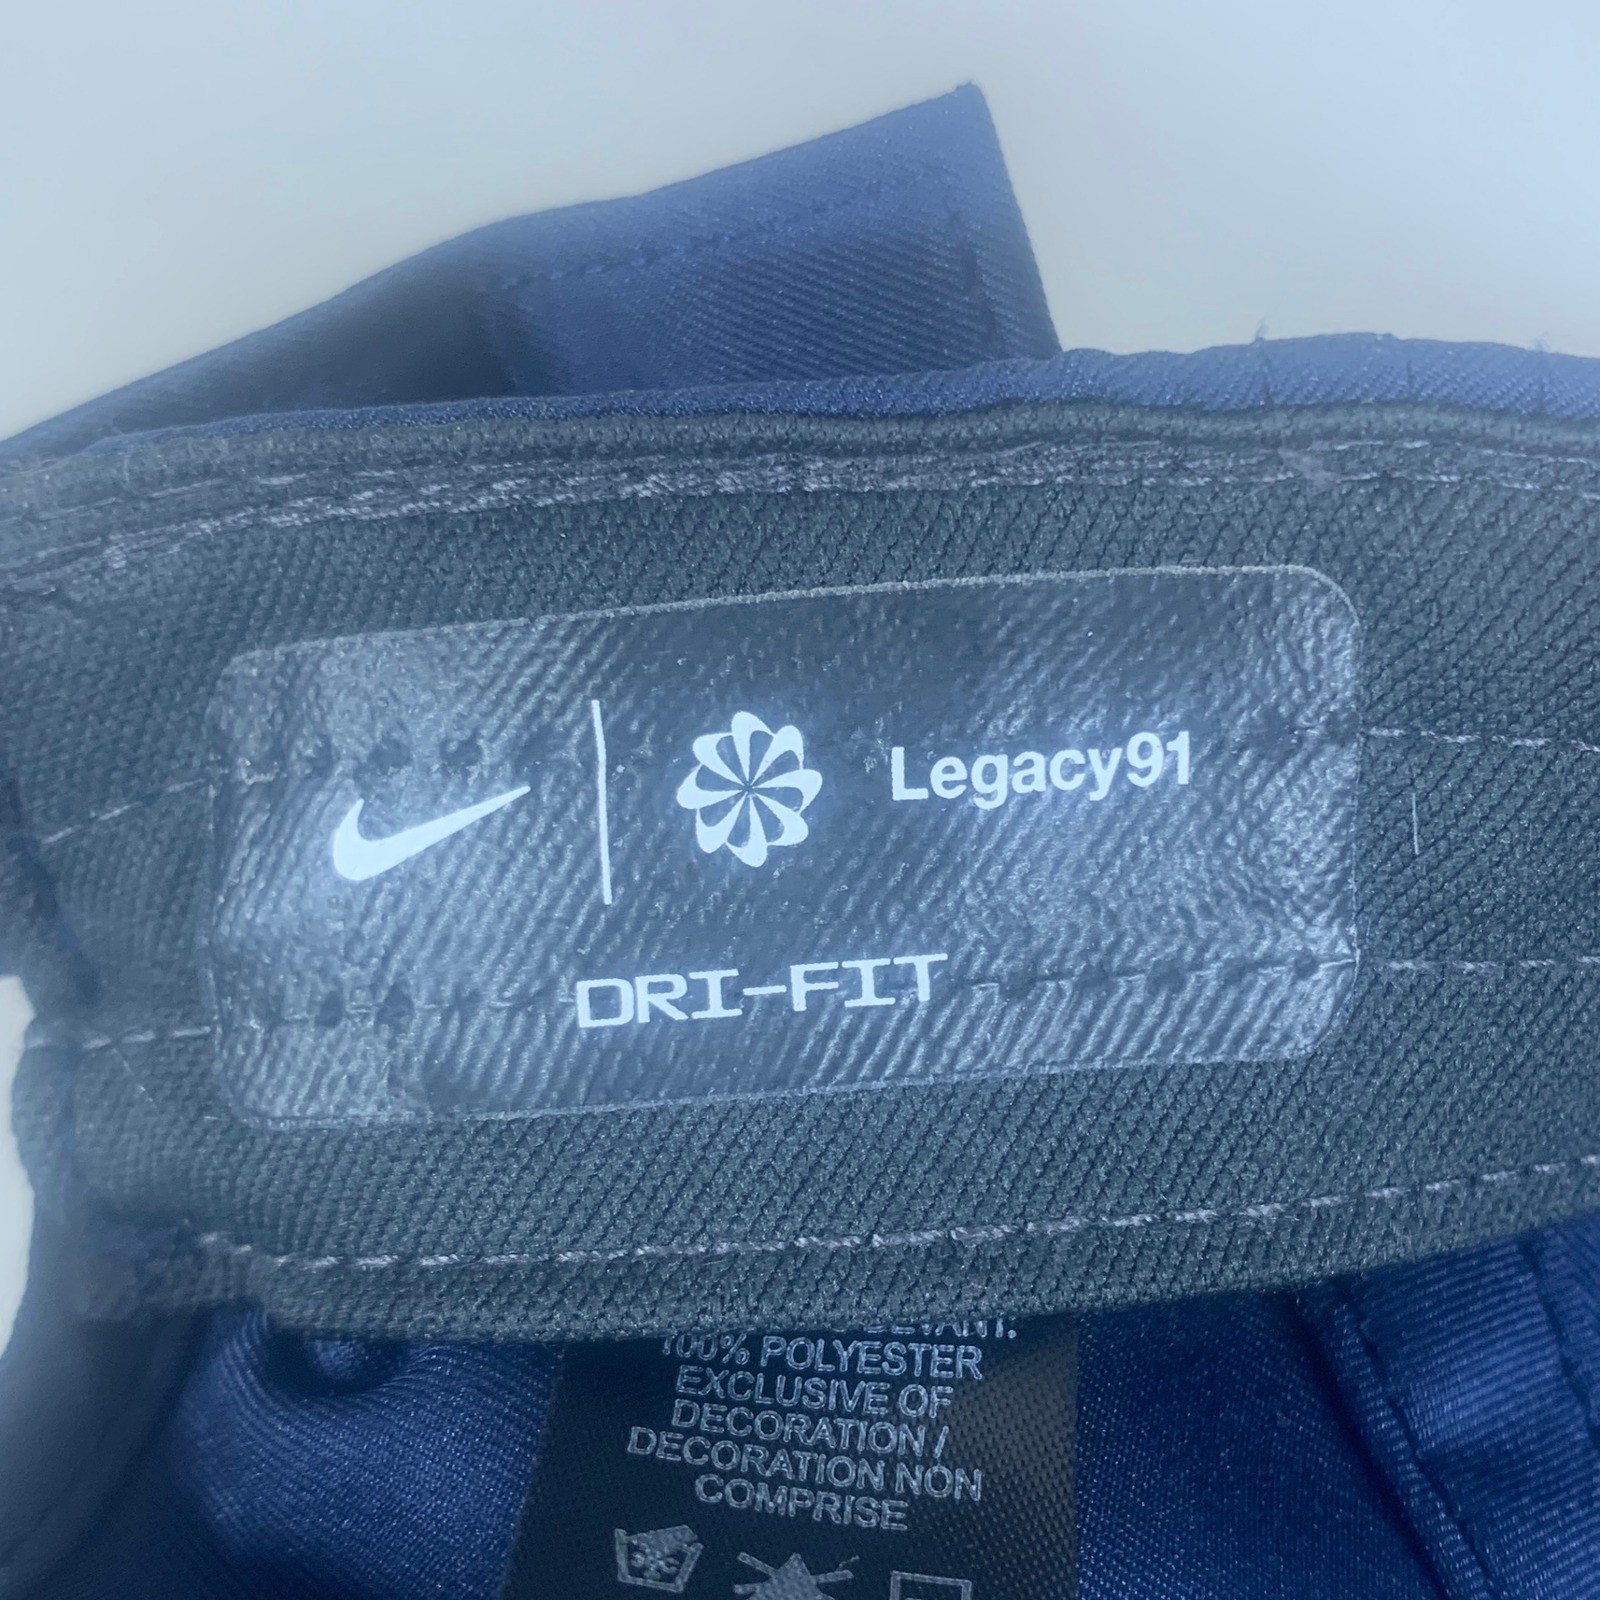 Legacy91
DRI-FIT
100% POLYESTER
EXCLUSIVE OF
DECORATION /
DECORATION NON
COMPRISE